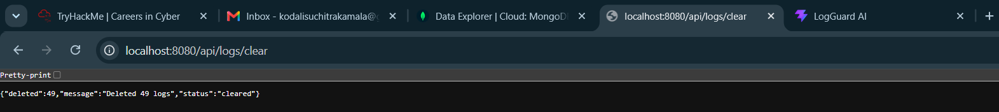 TryHackMe | Careers in Cyber
Inbox - kodalisuchitrakamala@
Data Explorer | Cloud: MongoD
localhost:8080/api/logs/clear
LogGuard AI
localhost:8080/api/logs/clear
Pretty-print
{"deleted":49,"message":"Deleted 49 logs","status":"cleared"}